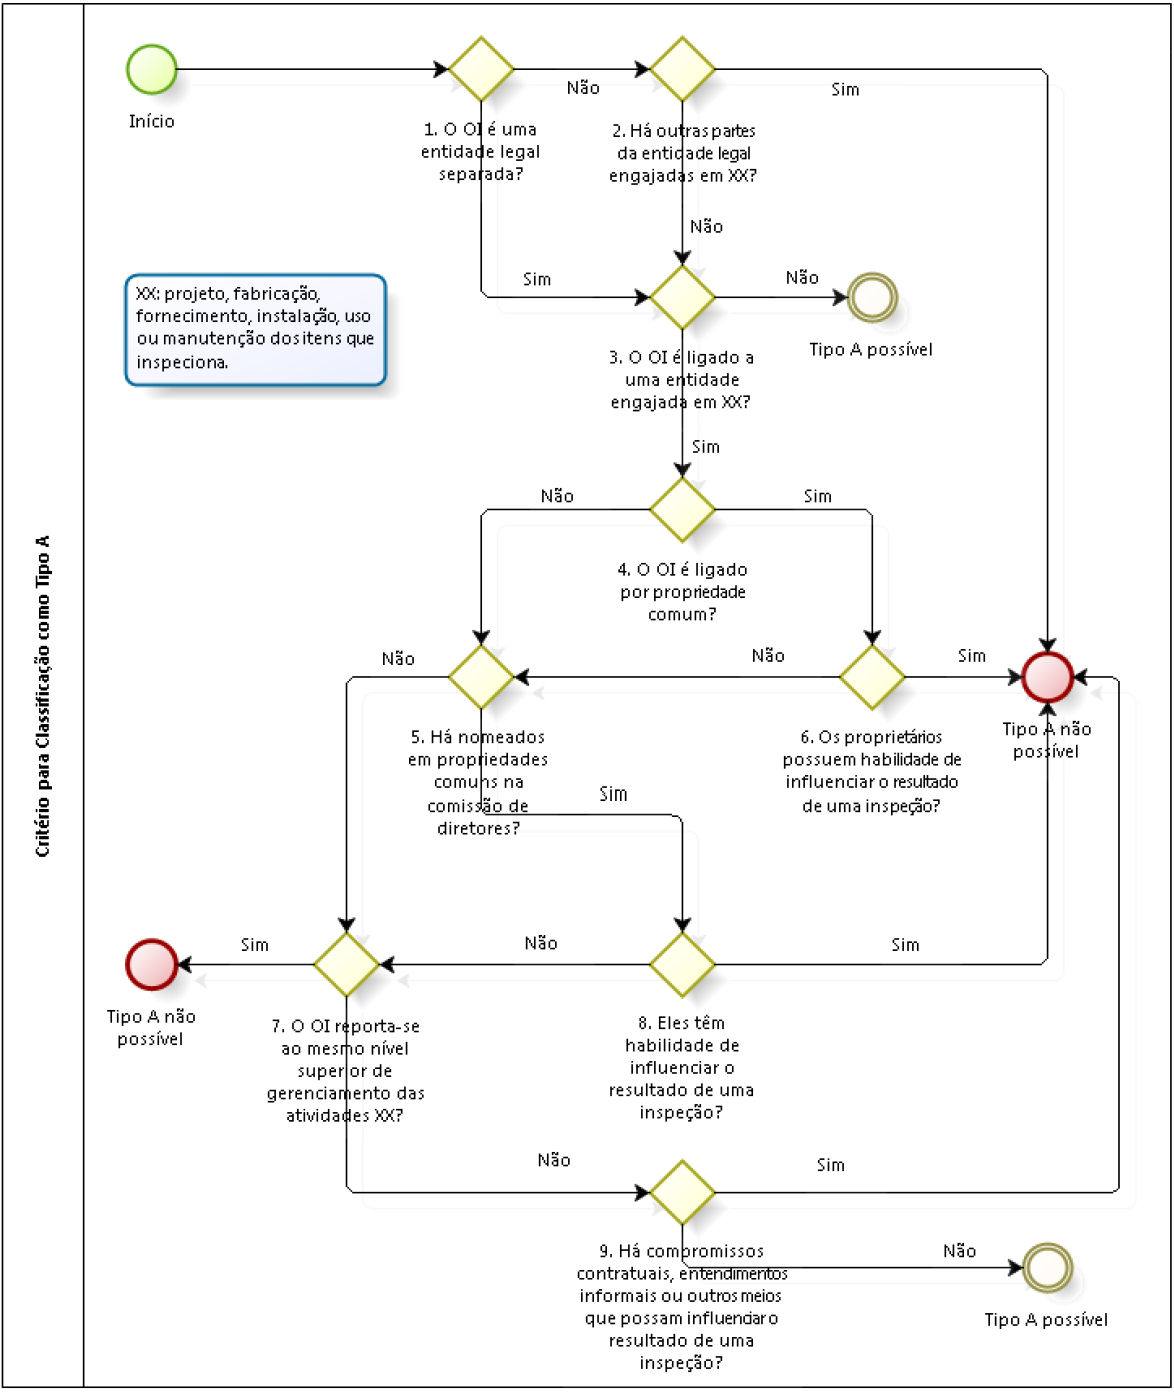 Critério para Classificação como Tipo A
Início
Não
Sim
1. O OI é uma
entidade legal
separada?
2. Há outras partes
da entidade legal
engajadas em XX?
Não
Sim
Não
XX: projeto, fabricação,
fornecimento, instalação, uso
ou manutenção dos itens que
inspeciona.
Tipo A possível
3. O OI é ligado a
uma entidade
engajada em XX?
Sim
Não
Sim
4. O OI é ligado
por propriedade
comum?
Não
Não
Sim
5. Há nomeados
em propriedades
comuns na
comissão de
diretores?
Sim
6. Os proprietários
possuem habilidade de
influenciar o resultado
de uma inspeção?
Tipo A não
possível
Sim
Não
Sim
Tipo A não
possível
7. O OI reporta-se
ao mesmo nível
superior de
gerenciamento das
atividades XX?
8. Eles têm
habilidade de
influenciar o
resultado de uma
inspeção?
Não
Sim
9. Há compromissos
contratuais, entendimentos
informais ou outros meios
que possam influenciar o
resultado de uma
inspeção?
Não
Tipo A possível